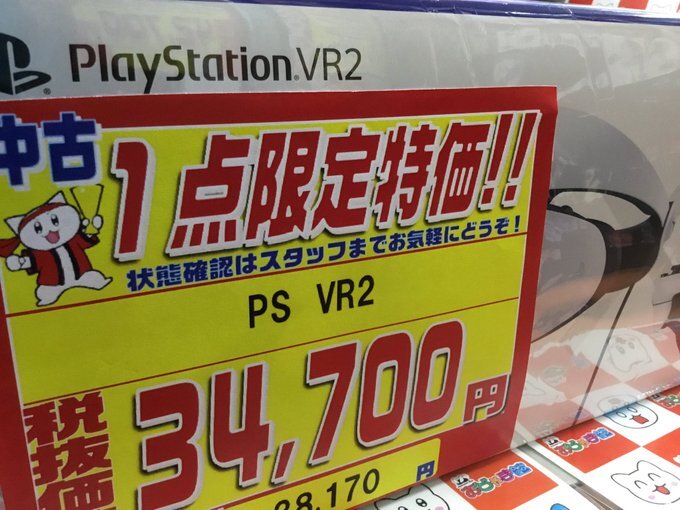 PlayStation VR2
中古
1点限定特価!!
状態確認はスタッフまでお気軽にどうぞ!
PS VR2
税抜価
34,700円
38,170 円